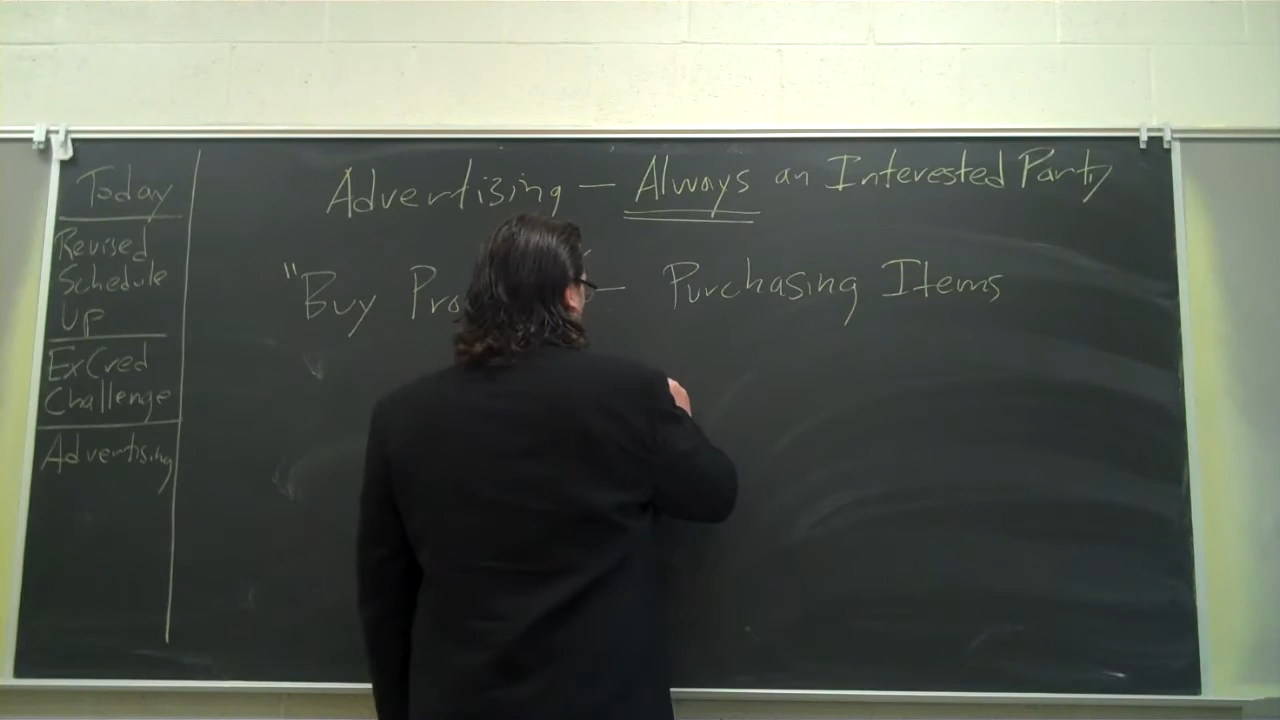 Today
Revised
Schedule
Up
ExCred
Challenge
Advertising
Advertising — Always an Interested Party
"Buy — Purchasing Items